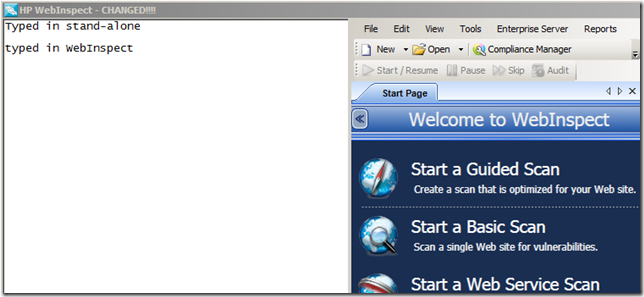 HP WebInspect - CHANGED!!!!
Typed in stand-alone
typed in WebInspect
File Edit View Tools Enterprise Server Reports
New Open Compliance Manager
Start / Resume Pause Skip Audit
Start Page
Welcome to WebInspect
Start a Guided Scan
Create a scan that is optimized for your Web site.
Start a Basic Scan
Scan a single Web site for vulnerabilities.
Start a Web Service Scan